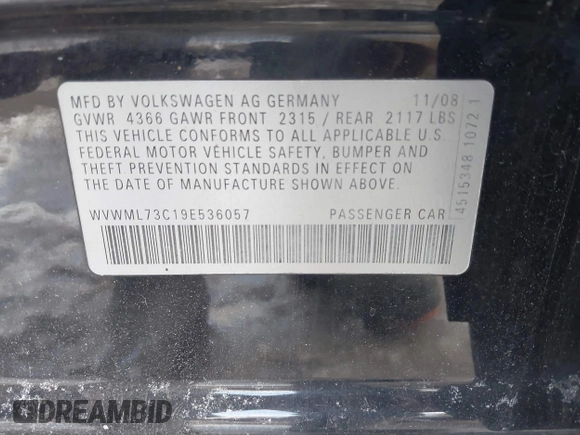 MFD BY VOLKSWAGEN AG GERMANY 11/08
GVWR 4366 GAWR FRONT 2315 / REAR 2117 LBS
THIS VEHICLE CONFORMS TO ALL APPLICABLE U.S
FEDERAL MOTOR VEHICLE SAFETY, BUMPER AND
THEFT PREVENTION STANDARDS IN EFFECT ON
THE DATE OF MANUFACTURE SHOWN ABOVE.
WVWML73C19E536057 PASSENGER CAR
4515348 1072 1
DREAMBID